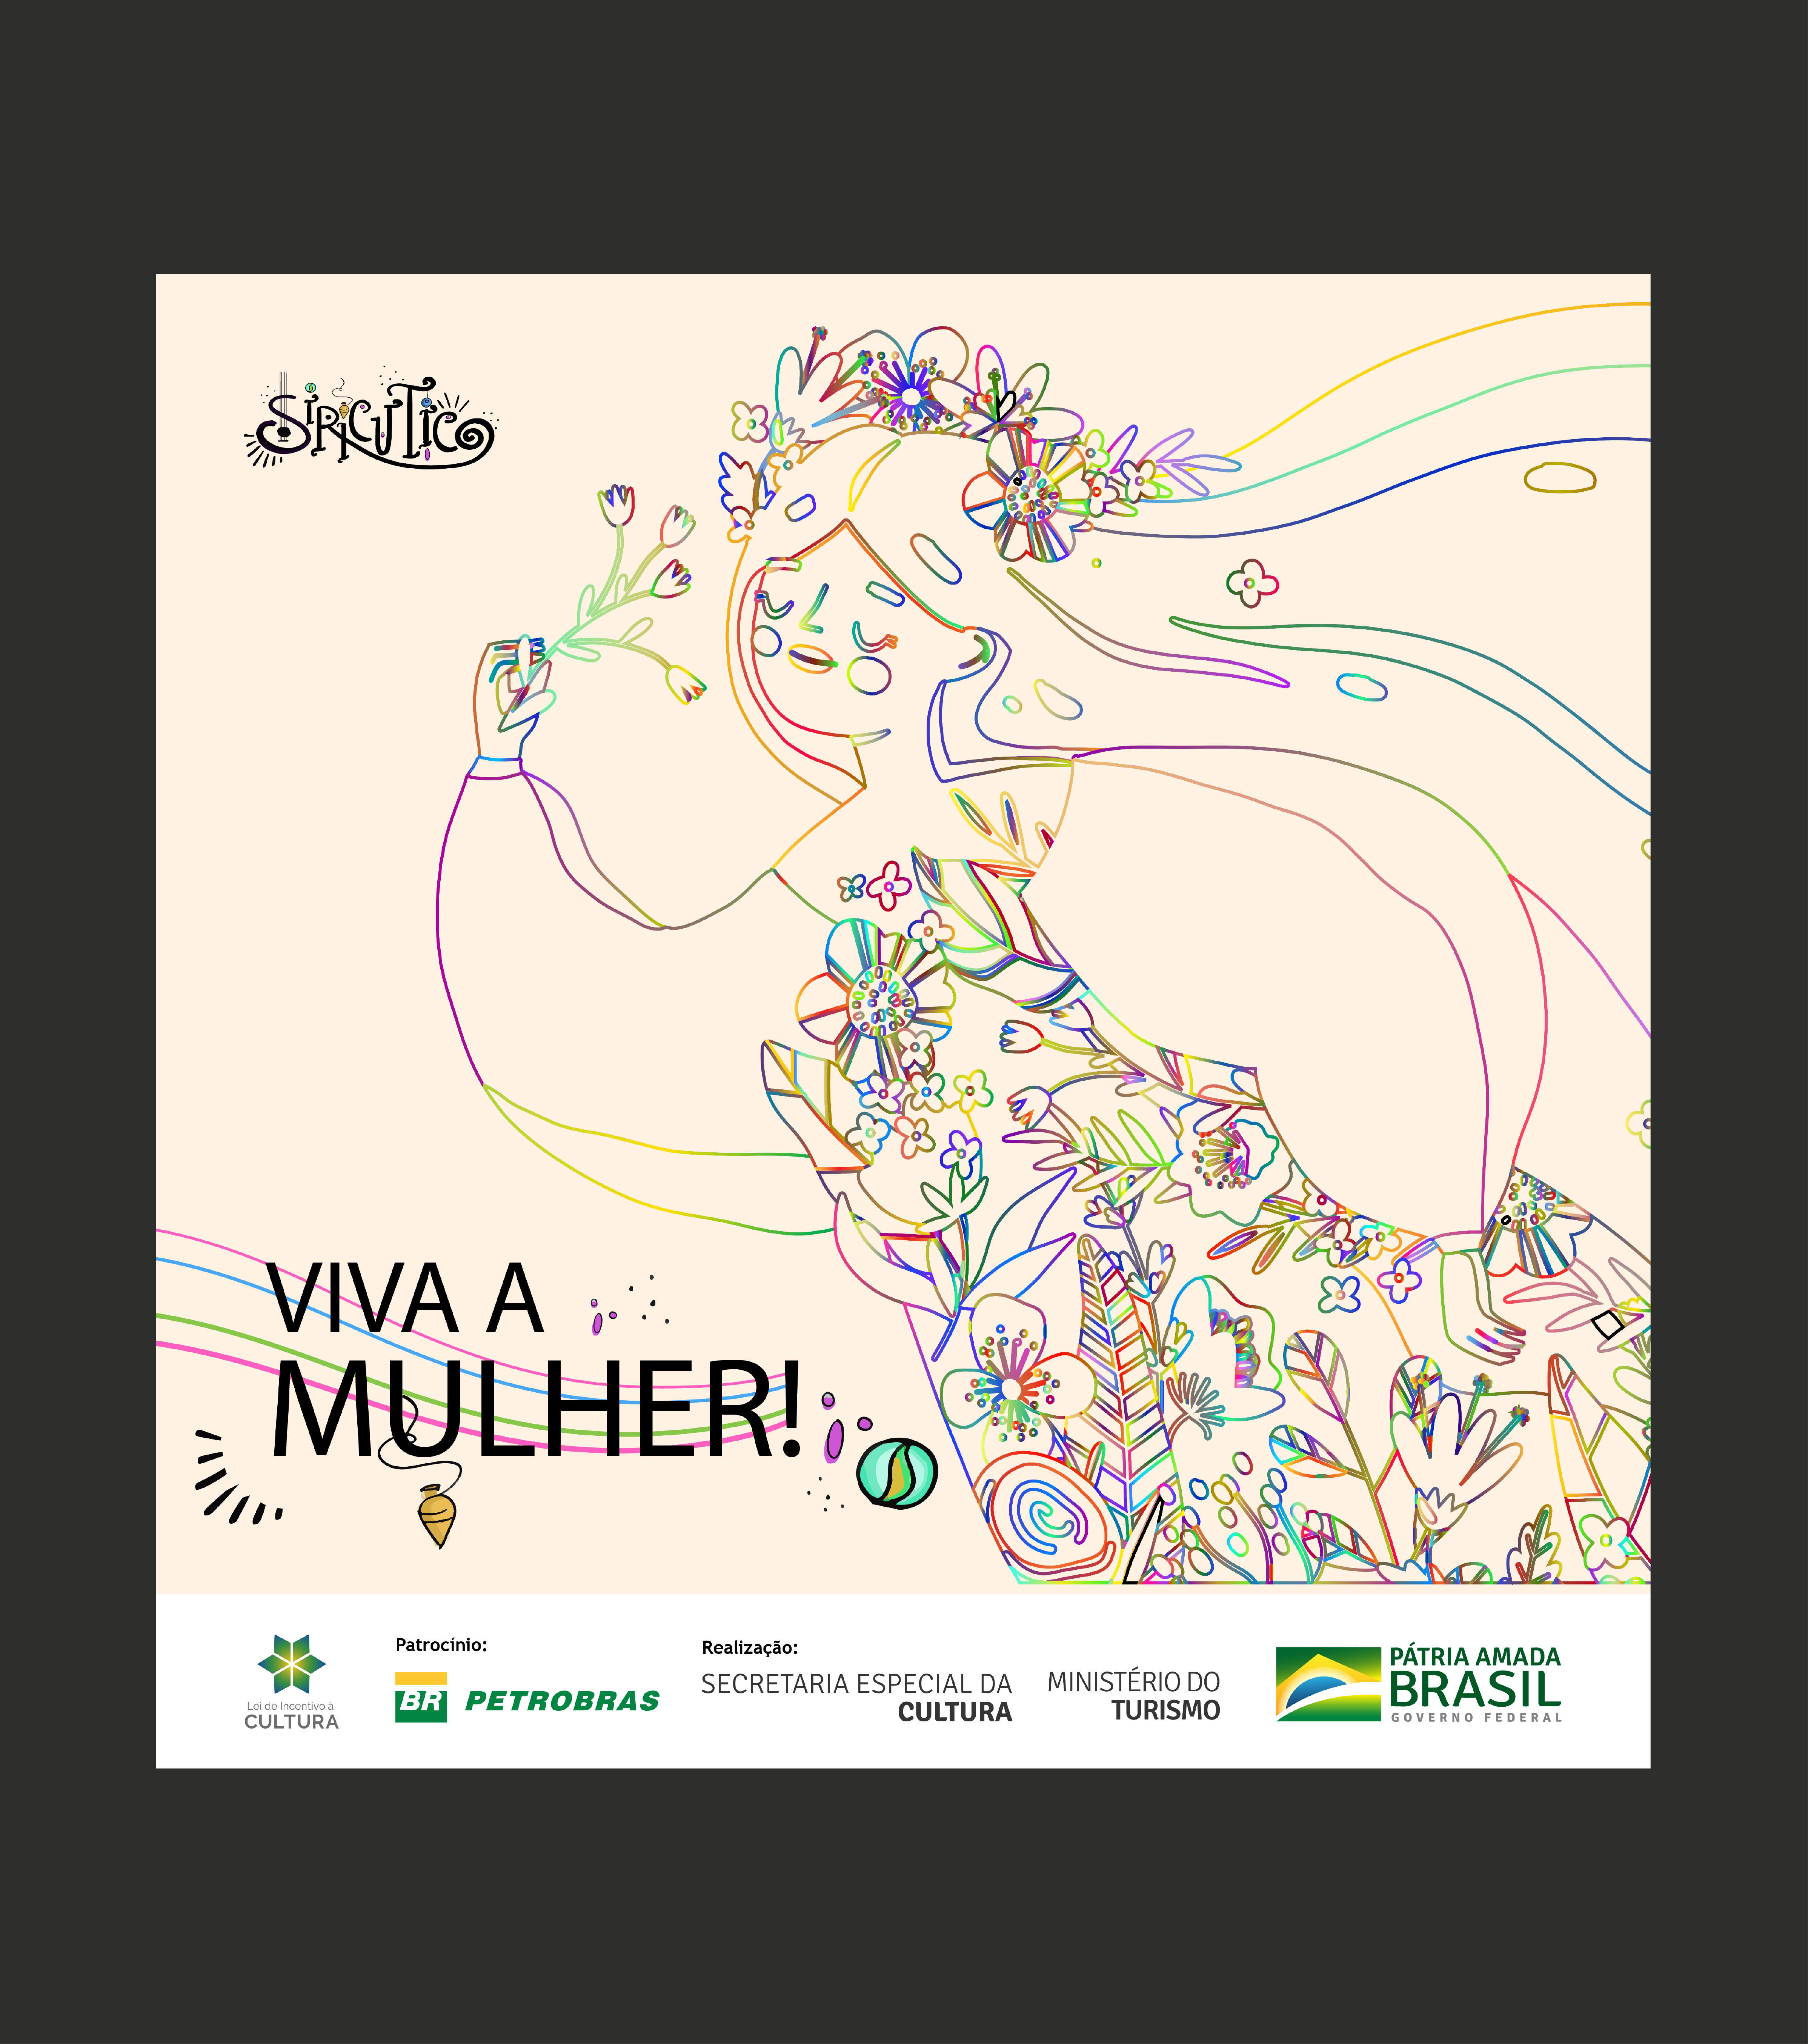 SIRICUTICO
VIVA A
MULHER!
Lei de Incentivo à
CULTURA
Patrocínio:
BR PETROBRAS
Realização:
SECRETARIA ESPECIAL DA
CULTURA
MINISTÉRIO DO
TURISMO
PÁTRIA AMADA
BRASIL
GOVERNO FEDERAL